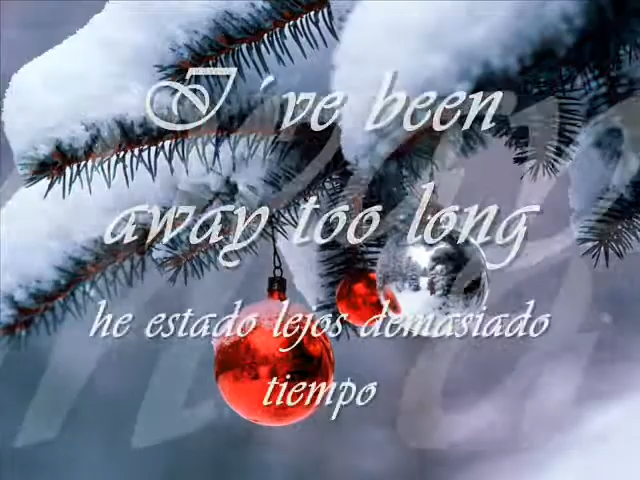 I´ve been
away too long
he estado lejos demasiado
tiempo